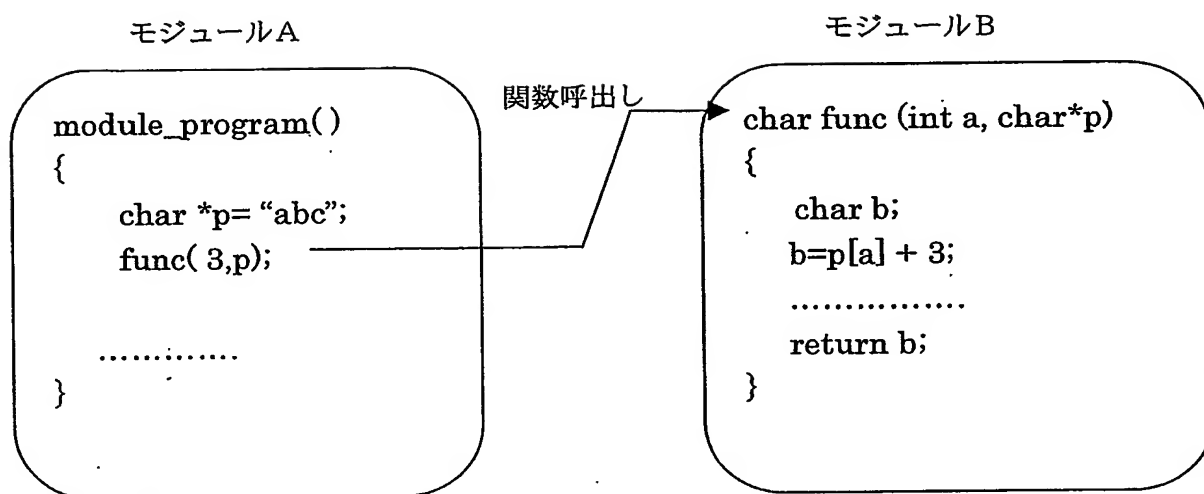 モジュールA
module_program( )
{
char *p= “abc”;
func( 3,p);
.............
}
関数呼出し
モジュールB
char func (int a, char*p)
{
char b;
b=p[a] + 3;
................
return b;
}